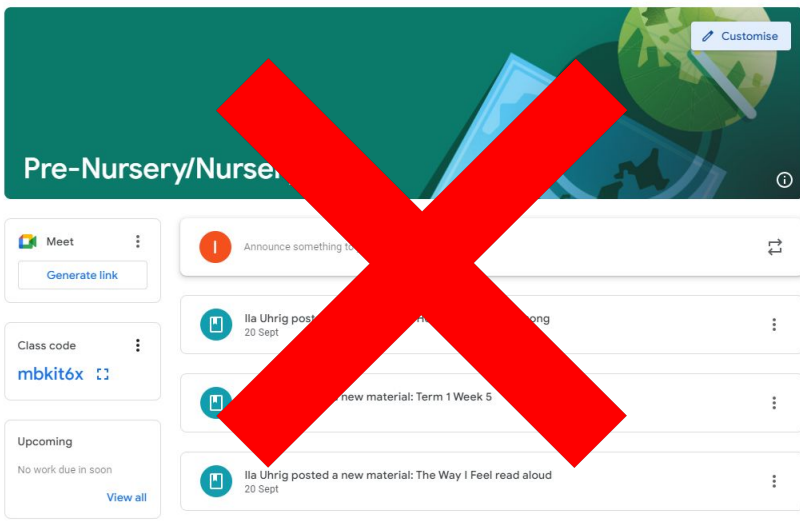 Customise
Pre-Nursery/Nurse
Meet
Generate link
Class code
mbkit6x
Upcoming
No work due in soon
View all
I
Announce something to
Ila Uhrig post ong
20 Sept
new material: Term 1 Week 5
Ila Uhrig posted a new material: The Way I Feel read aloud
20 Sept